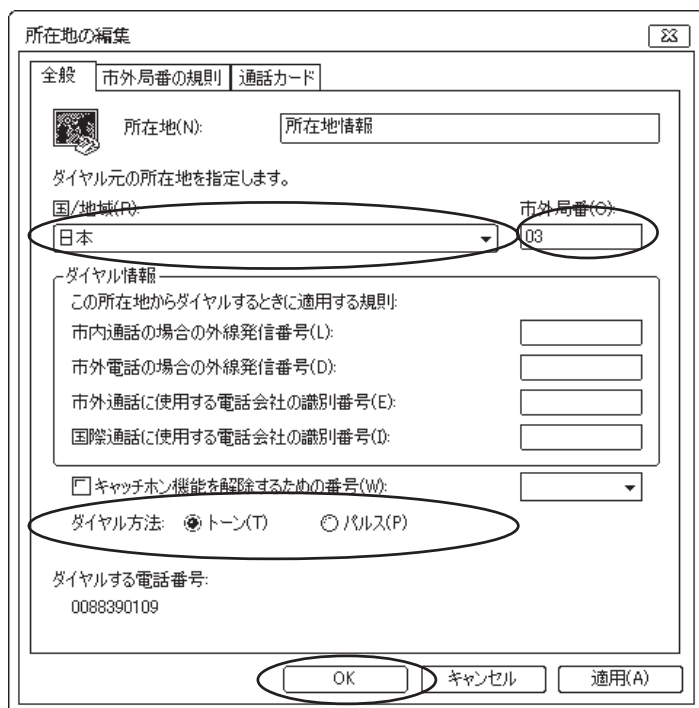 所在地の編集
全般 市外局番の規則 通話カード
所在地(N): 所在地情報
ダイヤル元の所在地を指定します。
国/地域(R): 市外局番(O):
日本 03
ダイヤル情報
この所在地からダイヤルするときに適用する規則:
市内通話の場合の外線発信番号(L):
市外電話の場合の外線発信番号(D):
市外通話に使用する電話会社の識別番号(E):
国際通話に使用する電話会社の識別番号(I):
キャッチホン機能を解除するための番号(W):
ダイヤル方法: トーン(T) パルス(P)
ダイヤルする電話番号:
0088390109
OK キャンセル 適用(A)